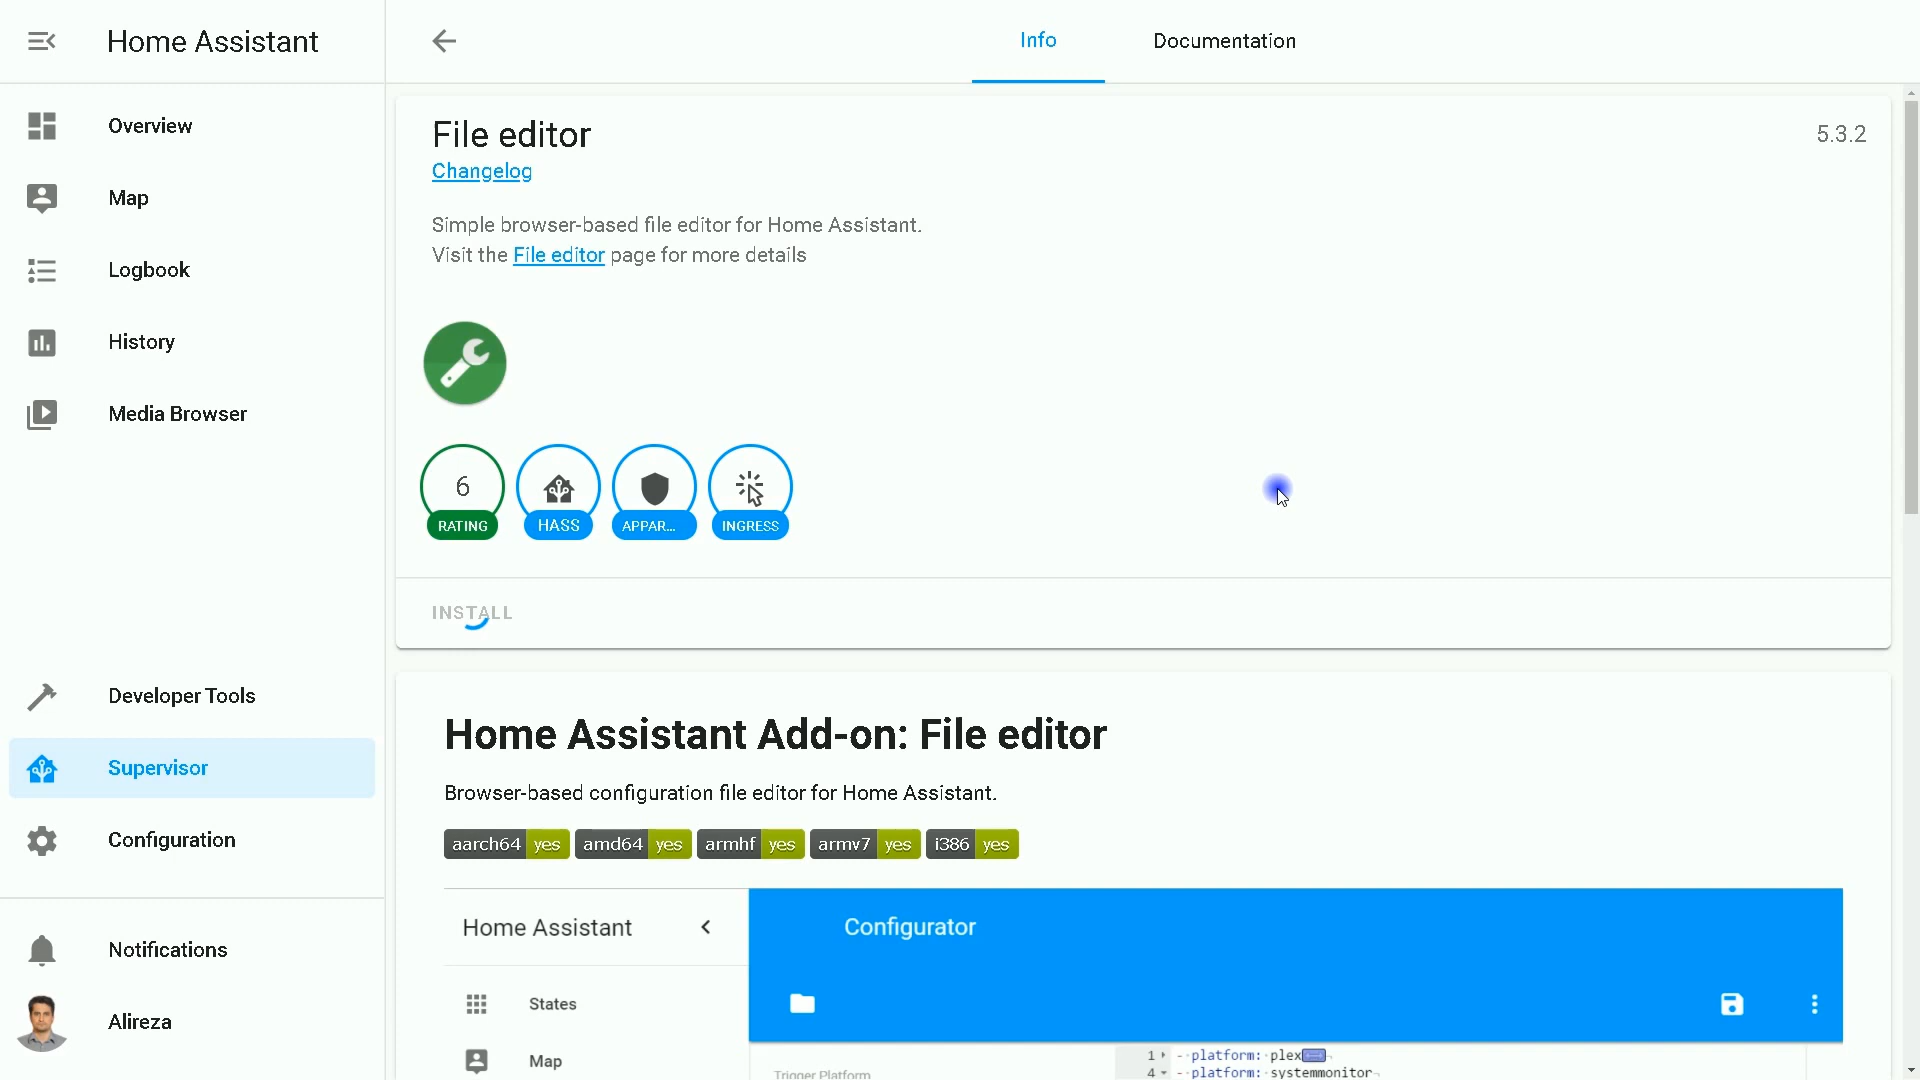 Home Assistant
Overview
Map
Logbook
History
Media Browser
Developer Tools
Supervisor
Configuration
Notifications
Alireza
Info
Documentation
File editor
5.3.2
Changelog
Simple browser-based file editor for Home Assistant.
Visit the File editor page for more details
6
RATING
HASS
APPAR...
INGRESS
INSTALL
Home Assistant Add-on: File editor
Browser-based configuration file editor for Home Assistant.
aarch64 yes amd64 yes armhf yes armv7 yes i386 yes
Home Assistant
Configurator
States
Map
Trigger Platform
1 - platform: plex
4 - platform: systemmonitor